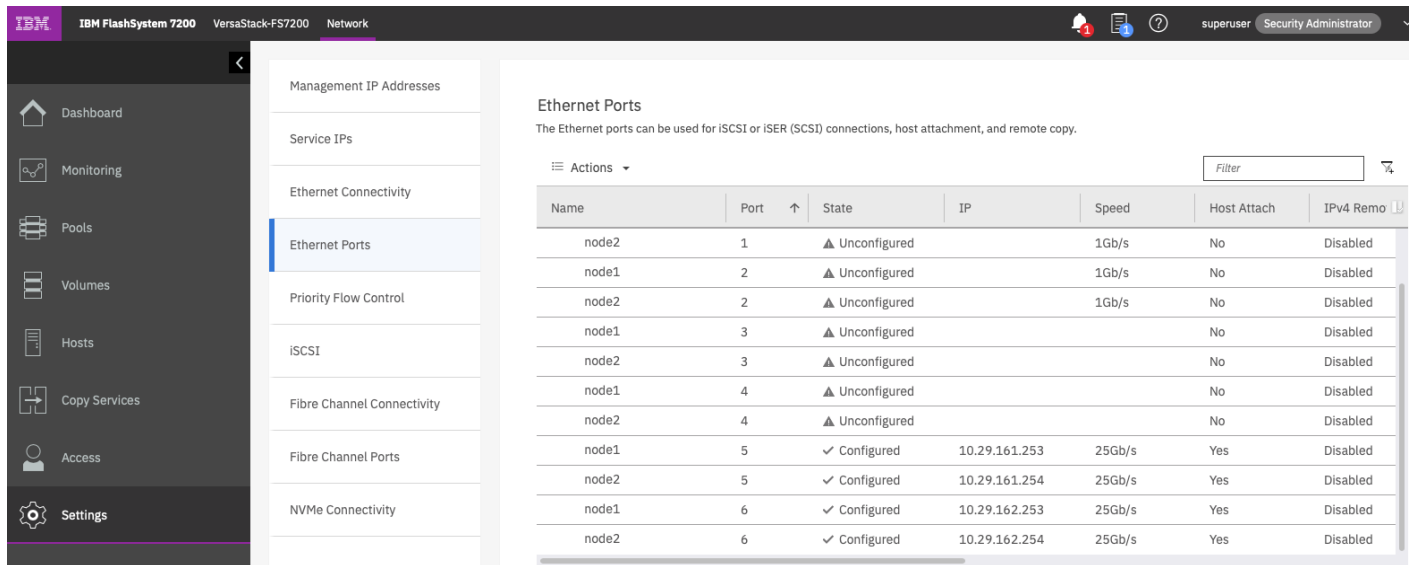 IBM IBM FlashSystem 7200 VersaStack-FS7200 Network 1 1 ? superuser Security Administrator
Dashboard
Monitoring
Pools
Volumes
Hosts
Copy Services
Access
Settings
Management IP Addresses
Service IPs
Ethernet Connectivity
Ethernet Ports
Priority Flow Control
iSCSI
Fibre Channel Connectivity
Fibre Channel Ports
NVMe Connectivity
Ethernet Ports
The Ethernet ports can be used for iSCSI or iSER (SCSI) connections, host attachment, and remote copy.
Actions Filter
Name Port State IP Speed Host Attach IPv4 Remo
node2 1 Unconfigured 1Gb/s No Disabled
node1 2 Unconfigured 1Gb/s No Disabled
node2 2 Unconfigured 1Gb/s No Disabled
node1 3 Unconfigured No Disabled
node2 3 Unconfigured No Disabled
node1 4 Unconfigured No Disabled
node2 4 Unconfigured No Disabled
node1 5 Configured 10.29.161.253 25Gb/s Yes Disabled
node2 5 Configured 10.29.161.254 25Gb/s Yes Disabled
node1 6 Configured 10.29.162.253 25Gb/s Yes Disabled
node2 6 Configured 10.29.162.254 25Gb/s Yes Disabled